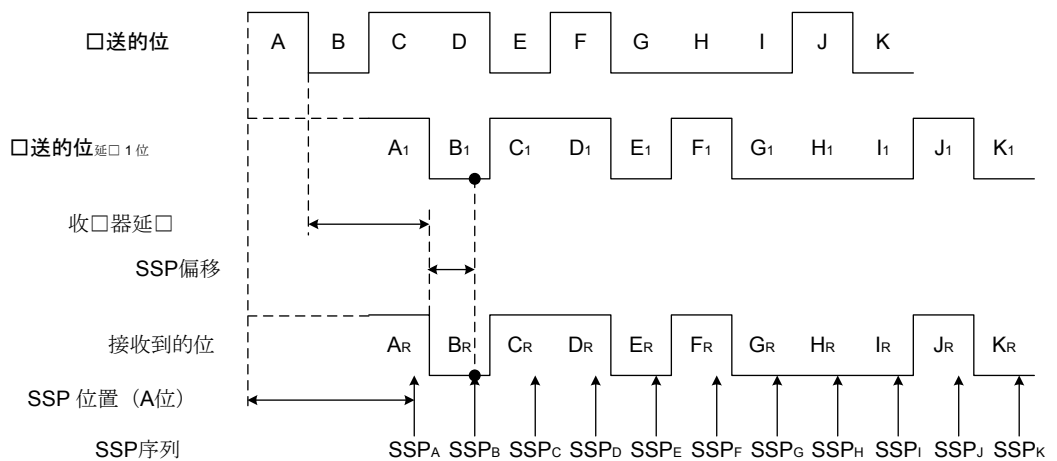 □送的位 A B C D E F G H I J K
□送的位延□ 1 位 A1 B1 C1 D1 E1 F1 G1 H1 I1 J1 K1
收□器延□
SSP偏移
接收到的位 AR BR CR DR ER FR GR HR IR JR KR
SSP 位置（A位）
SSP序列 SSPA SSPB SSPC SSPD SSPE SSPF SSPG SSPH SSPI SSPJ SSPK